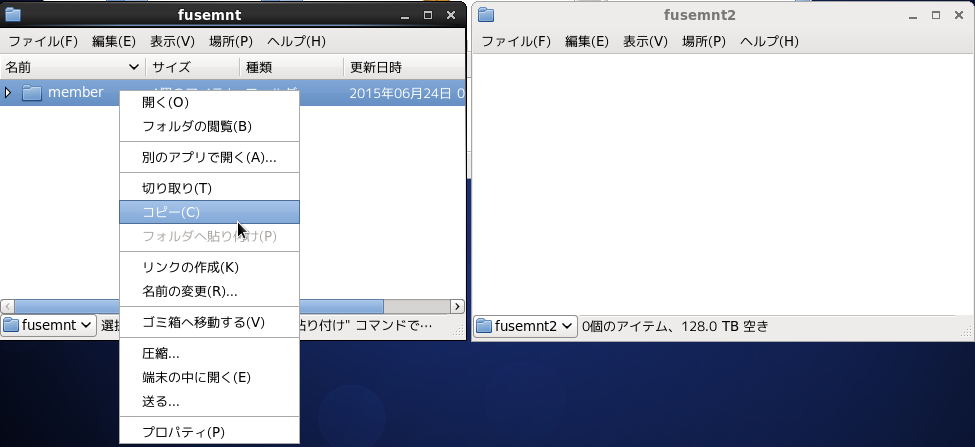 fusemnt
ファイル(F) 編集(E) 表示(V) 場所(P) ヘルプ(H)
名前 サイズ 種類 更新日時
member 2015年06月24日 0
開く(O)
フォルダの閲覧(B)
別のアプリで開く(A)...
切り取り(T)
コピー(C)
フォルダへ貼り付け(P)
リンクの作成(K)
名前の変更(R)...
ゴミ箱へ移動する(V)
圧縮...
端末の中に開く(E)
送る...
プロパティ(P)
fusemnt 選択 貼り付け" コマンドで…
fusemnt2
ファイル(F) 編集(E) 表示(V) 場所(P) ヘルプ(H)
fusemnt2 0個のアイテム、128.0 TB 空き